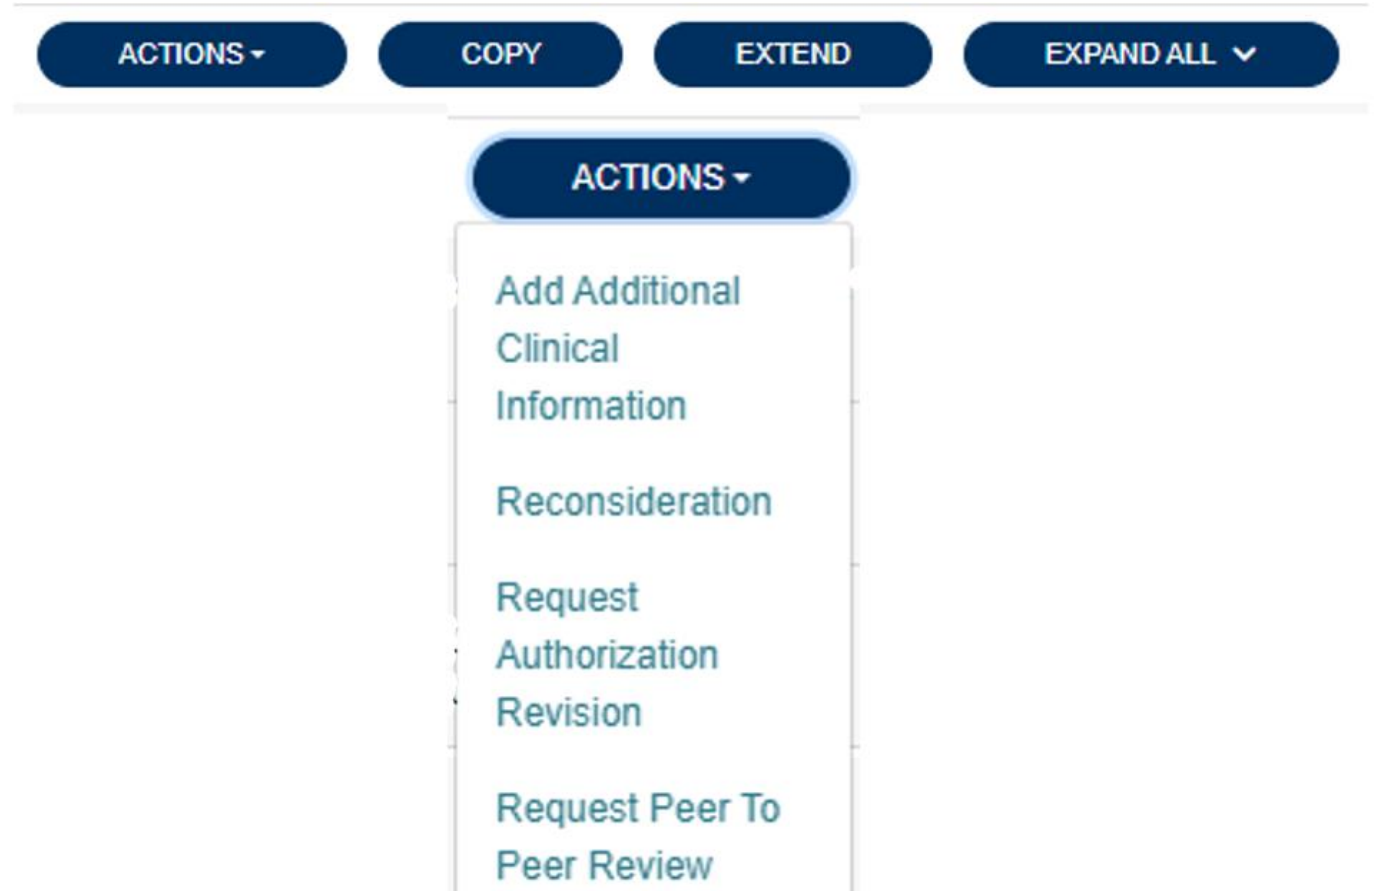 ACTIONS COPY EXTEND EXPAND ALL
ACTIONS
Add Additional
Clinical
Information
Reconsideration
Request
Authorization
Revision
Request Peer To
Peer Review